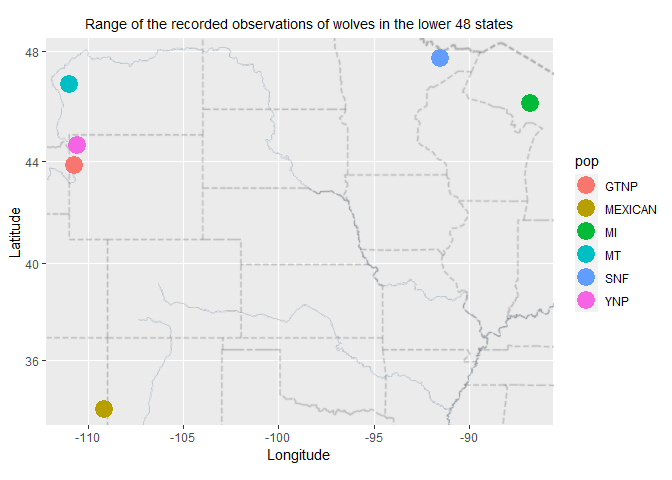 Range of the recorded observations of wolves in the lower 48 states
48
44
40
36
Latitude
-110
-105
-100
-95
-90
Longitude
pop
GTNP
MEXICAN
MI
MT
SNF
YNP